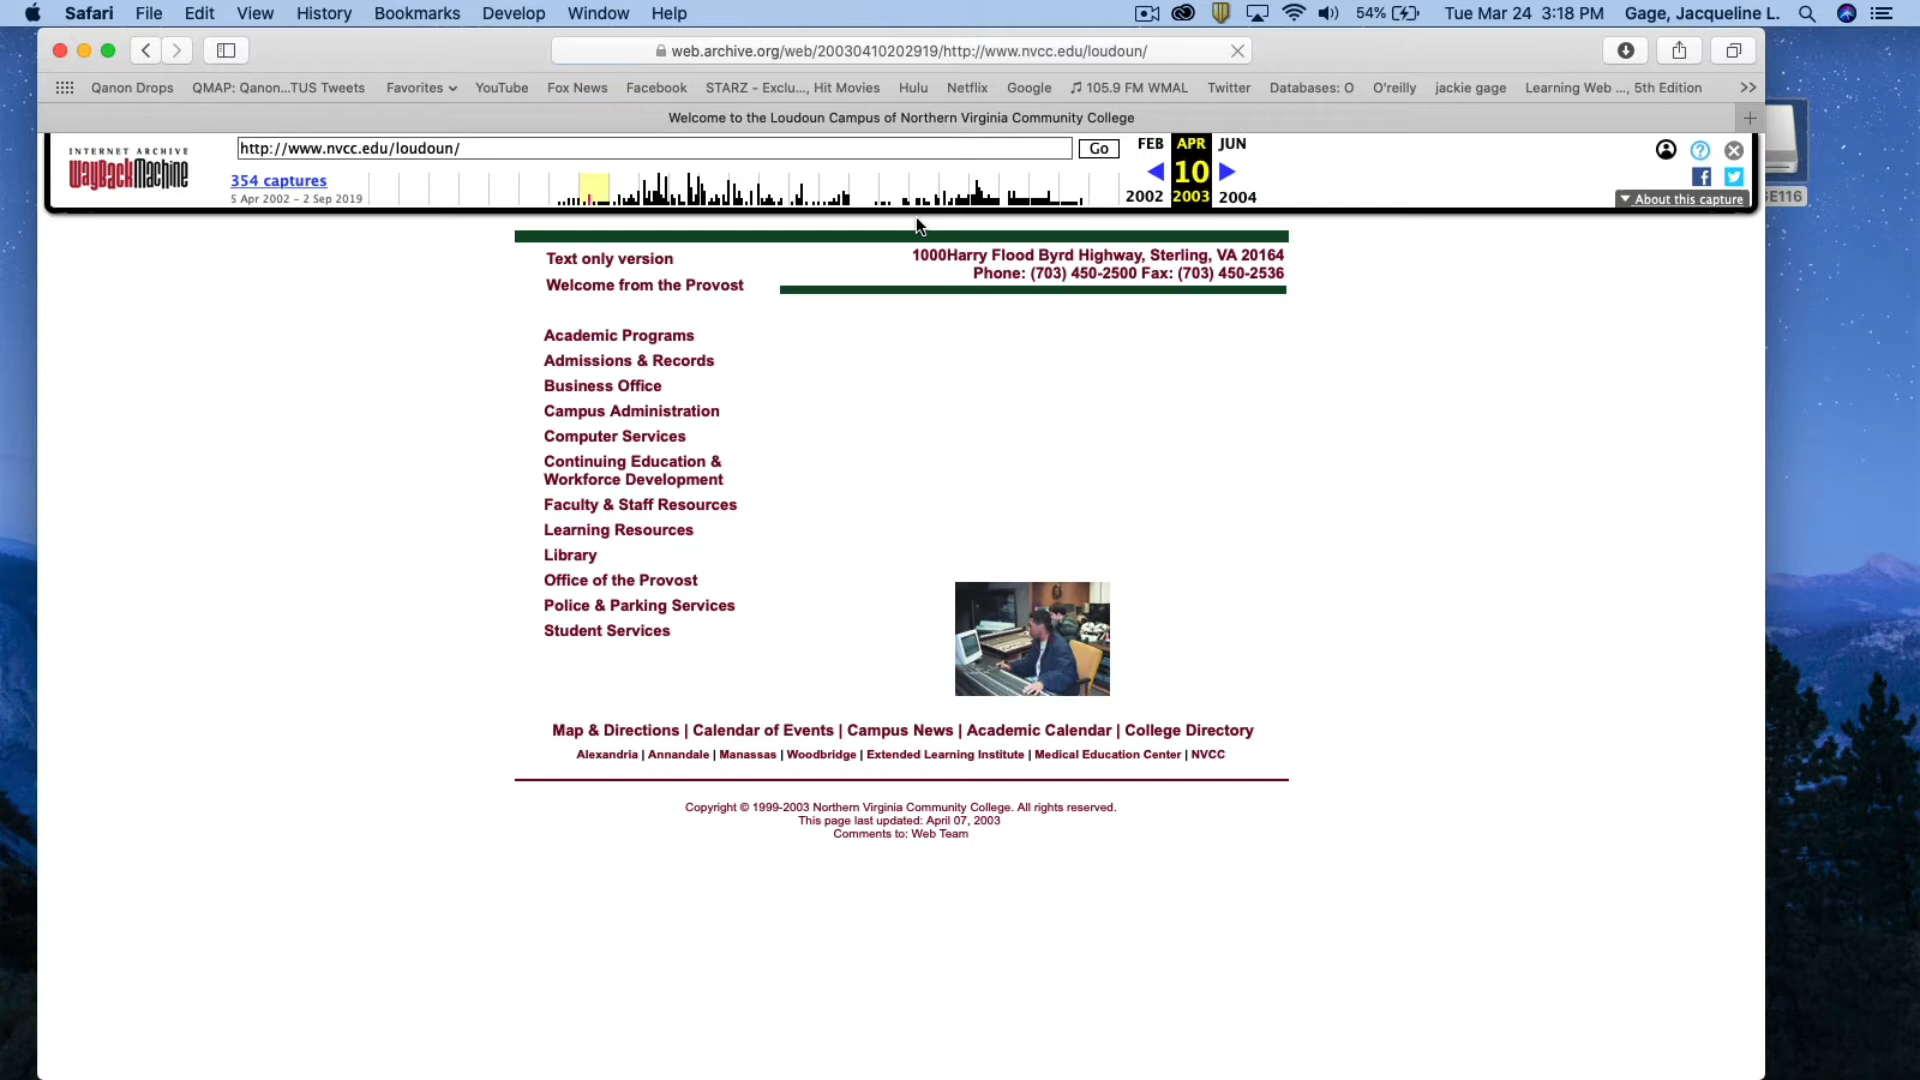 Safari File Edit View History Bookmarks Develop Window Help 54% Tue Mar 24 3:18 PM Gage, Jacqueline L.
web.archive.org/web/20030410202919/http://www.nvcc.edu/loudoun/
Qanon Drops QMAP: Qanon...TUS Tweets Favorites YouTube Fox News Facebook STARZ – Exclu..., Hit Movies Hulu Netflix Google 105.9 FM WMAL Twitter Databases: O O'reilly jackie gage Learning Web ..., 5th Edition
Welcome to the Loudoun Campus of Northern Virginia Community College
INTERNET ARCHIVE
WayBackMachine
http://www.nvcc.edu/loudoun/ Go
354 captures
5 Apr 2002 – 2 Sep 2019
FEB APR JUN
10
2002 2003 2004
About this capture
GE116
Text only version
Welcome from the Provost
1000Harry Flood Byrd Highway, Sterling, VA 20164
Phone: (703) 450-2500 Fax: (703) 450-2536
Academic Programs
Admissions & Records
Business Office
Campus Administration
Computer Services
Continuing Education &
Workforce Development
Faculty & Staff Resources
Learning Resources
Library
Office of the Provost
Police & Parking Services
Student Services
Map & Directions | Calendar of Events | Campus News | Academic Calendar | College Directory
Alexandria | Annandale | Manassas | Woodbridge | Extended Learning Institute | Medical Education Center | NVCC
Copyright © 1999-2003 Northern Virginia Community College. All rights reserved.
This page last updated: April 07, 2003
Comments to: Web Team